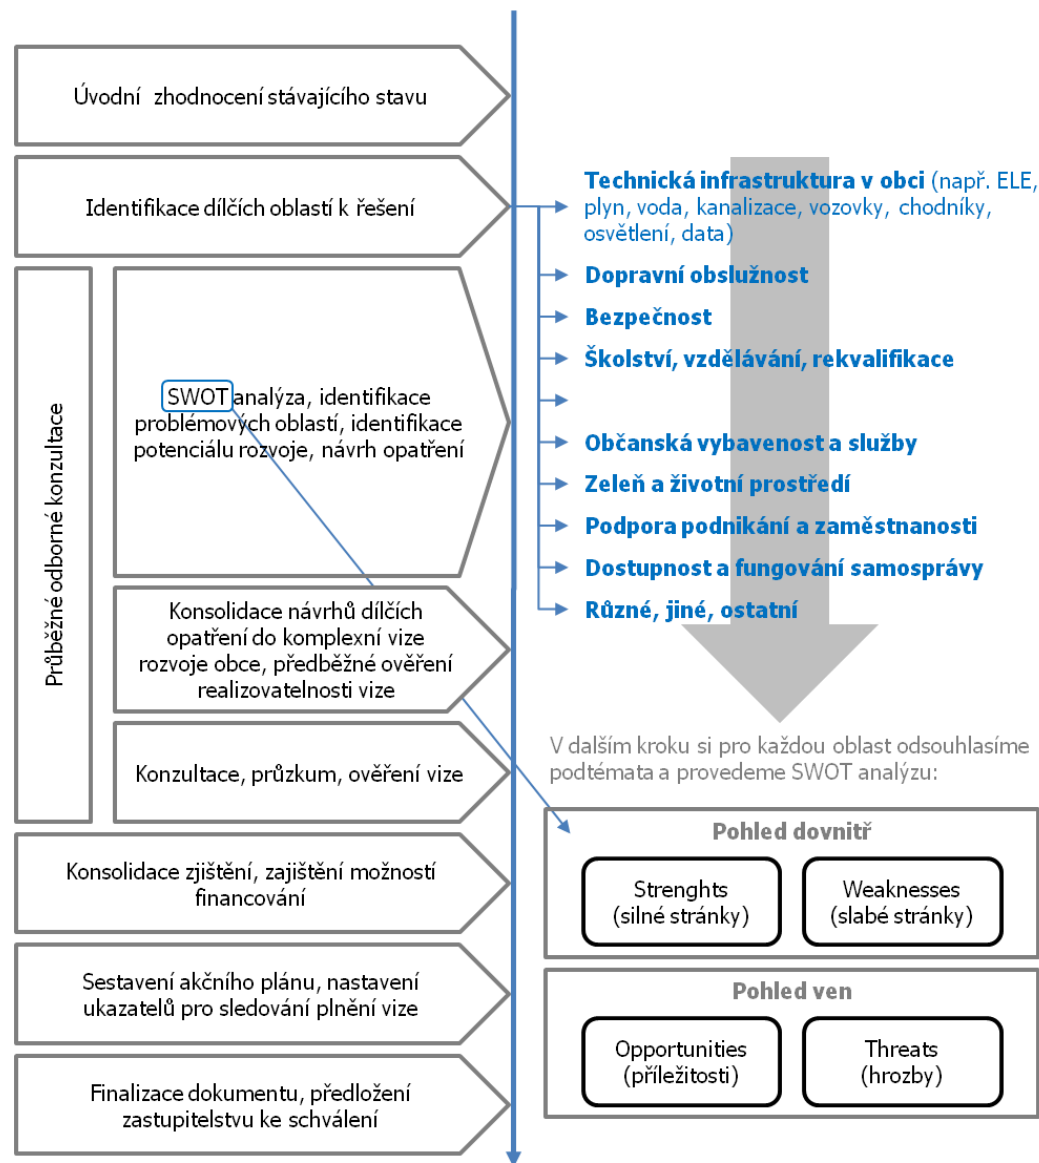 Úvodní zhodnocení stávajícího stavu
Identifikace dílčích oblastí k řešení
Technická infrastruktura v obci (např. ELE,
plyn, voda, kanalizace, vozovky, chodníky,
osvětlení, data)
Dopravní obslužnost
Bezpečnost
Školství, vzdělávání, rekvalifikace
Občanská vybavenost a služby
Zeleň a životní prostředí
Podpora podnikání a zaměstnanosti
Dostupnost a fungování samosprávy
Různé, jiné, ostatní
Průběžné odborné konzultace
SWOT analýza, identifikace
problémových oblastí, identifikace
potenciálu rozvoje, návrh opatření
Konsolidace návrhů dílčích
opatření do komplexní vize
rozvoje obce, předběžné ověření
realizovatelnosti vize
Konzultace, průzkum, ověření vize
Konsolidace zjištění, zajištění možností
financování
Sestavení akčního plánu, nastavení
ukazatelů pro sledování plnění vize
Finalizace dokumentu, předložení
zastupitelstvu ke schválení
V dalším kroku si pro každou oblast odsouhlasíme
podtémata a provedeme SWOT analýzu:
Pohled dovnitř
Strenghts
(silné stránky)
Weaknesses
(slabé stránky)
Pohled ven
Opportunities
(příležitosti)
Threats
(hrozby)